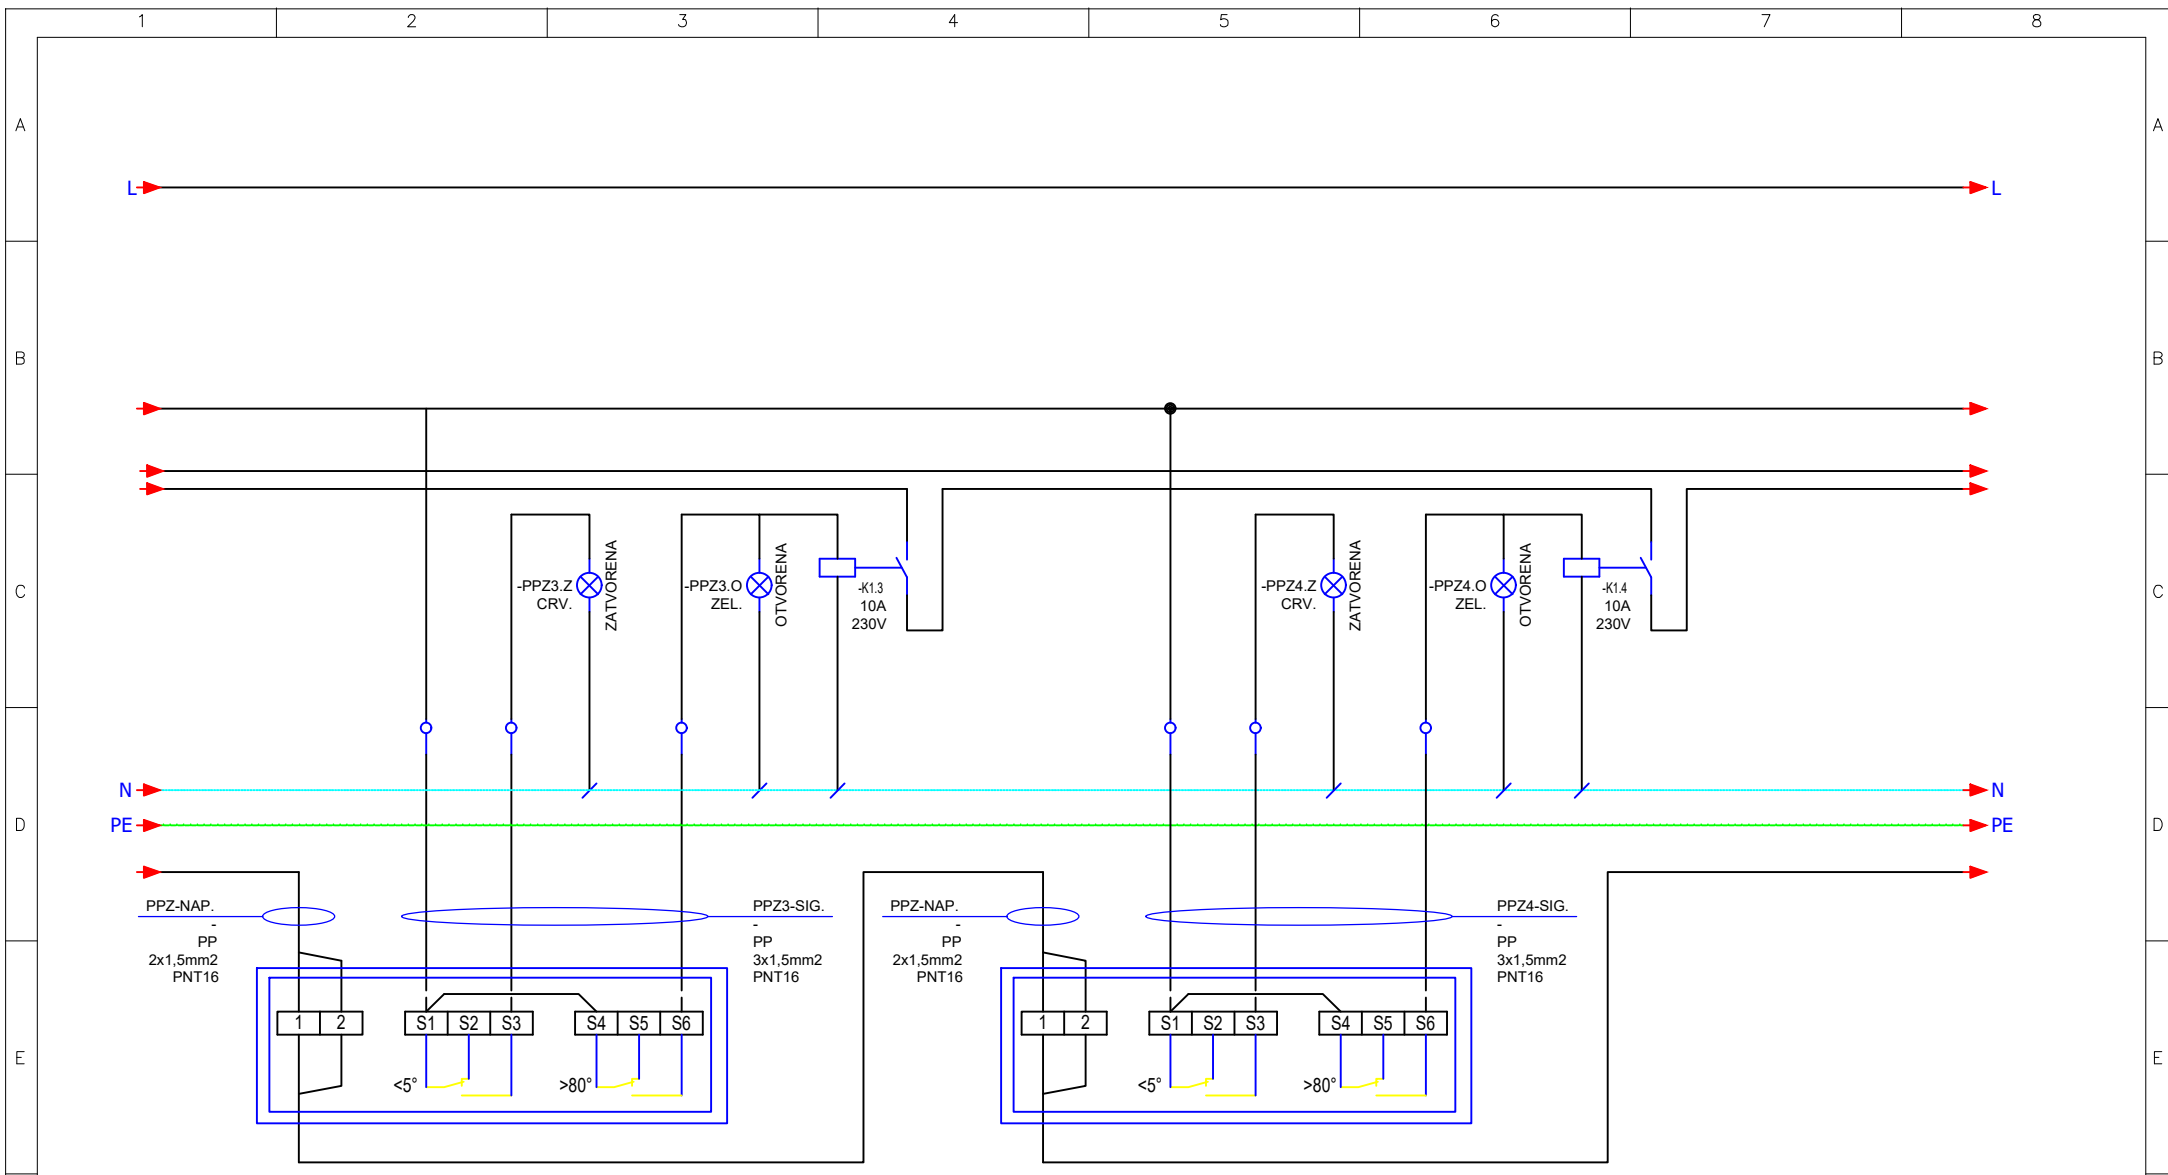 1 2 3 4 5 6 7 8
A A
L L
B B
-PPZ3.Z
CRV.
ZATVORENA
-PPZ3.O
ZEL.
OTVORENA
-K1.3
10A
230V
-PPZ4.Z
CRV.
ZATVORENA
-PPZ4.O
ZEL.
OTVORENA
-K1.4
10A
230V
C C
N N
PE PE
D D
PPZ-NAP.
-
PP
2x1,5mm2
PNT16
PPZ3-SIG.
-
PP
3x1,5mm2
PNT16
PPZ-NAP.
-
PP
2x1,5mm2
PNT16
PPZ4-SIG.
-
PP
3x1,5mm2
PNT16
1 2 S1 S2 S3 S4 S5 S6
1 2 S1 S2 S3 S4 S5 S6
E E
<5° >80°
<5° >80°